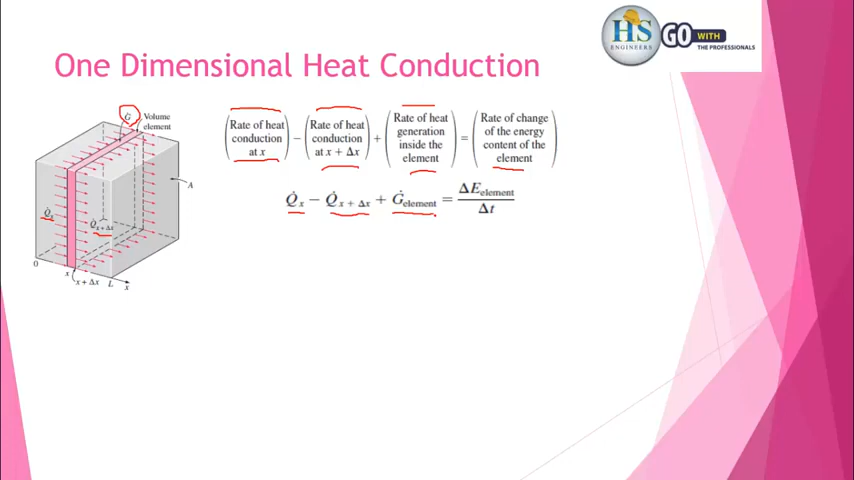 HS
ENGINEERS
GO
WITH
THE PROFESSIONALS
One Dimensional Heat Conduction
Ġ
Volume
element
A
Q̇x
Q̇x + Δx
0
x
x + Δx
L
x
(Rate of heat conduction at x) − (Rate of heat conduction at x + Δx) + (Rate of heat generation inside the element) = (Rate of change of the energy content of the element)
Q̇x − Q̇x + Δx + Ġelement = ΔEelement / Δt